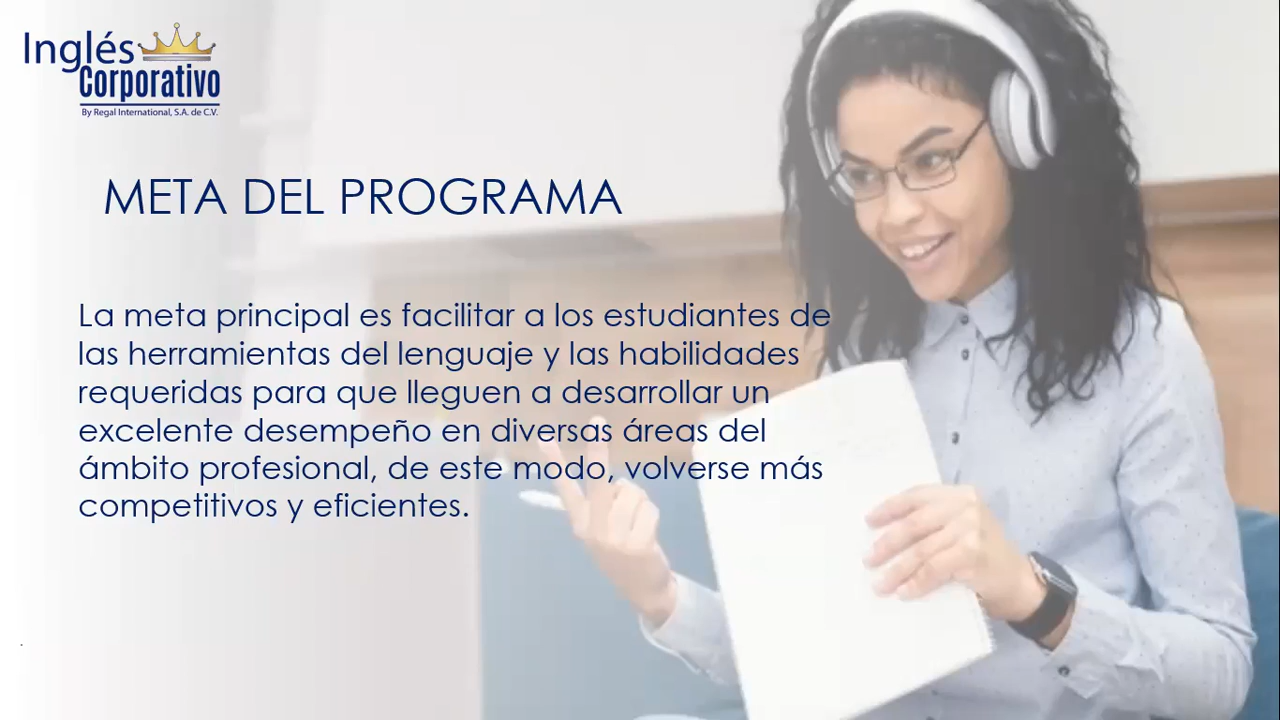 Inglés
Corporativo
By Regal International, S.A. de C.V.
META DEL PROGRAMA
La meta principal es facilitar a los estudiantes de
las herramientas del lenguaje y las habilidades
requeridas para que lleguen a desarrollar un
excelente desempeño en diversas áreas del
ámbito profesional, de este modo, volverse más
competitivos y eficientes.